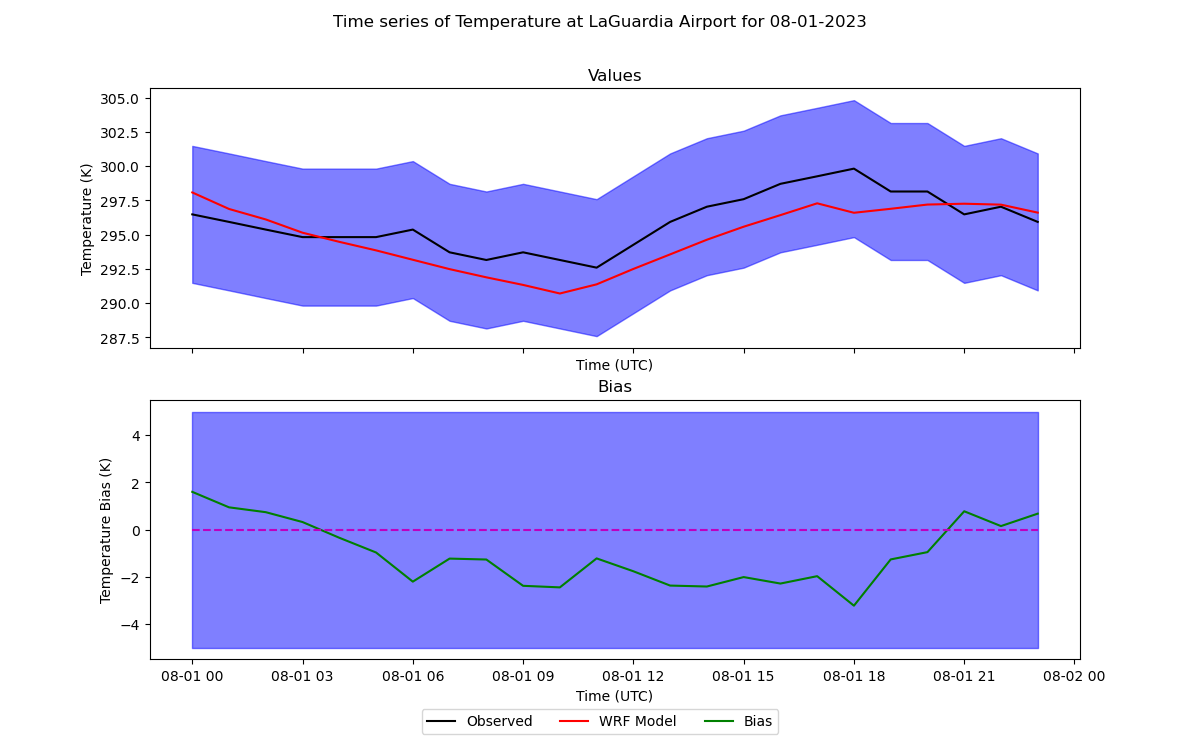 Time series of Temperature at LaGuardia Airport for 08-01-2023
Values
Temperature (K)
305.0
302.5
300.0
297.5
295.0
292.5
290.0
287.5
Time (UTC)
Bias
Temperature Bias (K)
4
2
0
−2
−4
08-01 00 08-01 03 08-01 06 08-01 09 08-01 12 08-01 15 08-01 18 08-01 21 08-02 00
Time (UTC)
Observed WRF Model Bias